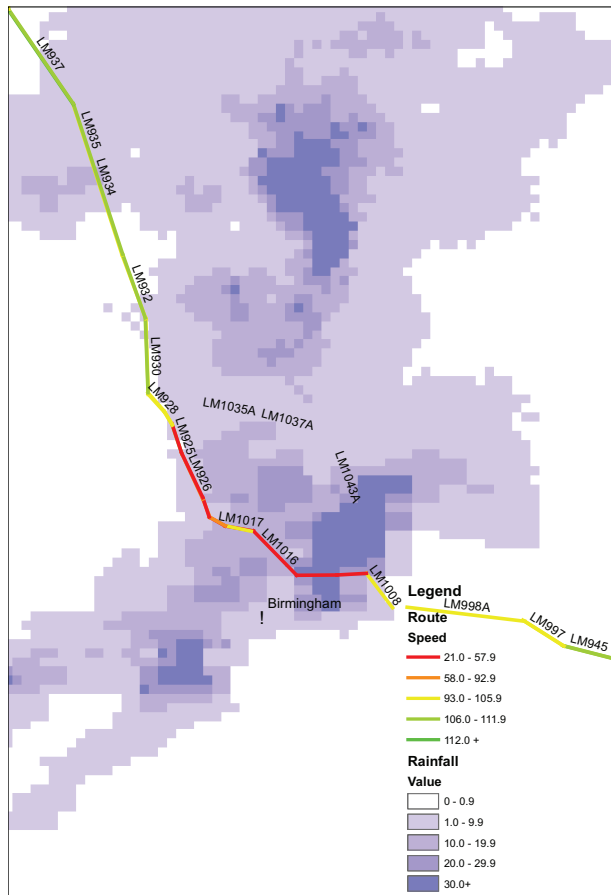 LM937
LM935
LM934
LM932
LM930
LM928
LM925
LM926
LM1035A LM1037A
LM1043A
LM1017
LM1016
LM1008
Birmingham
!
LM998A
LM997
LM945
Legend
Route
Speed
21.0 - 57.9
58.0 - 92.9
93.0 - 105.9
106.0 - 111.9
112.0 +
Rainfall
Value
0 - 0.9
1.0 - 9.9
10.0 - 19.9
20.0 - 29.9
30.0+